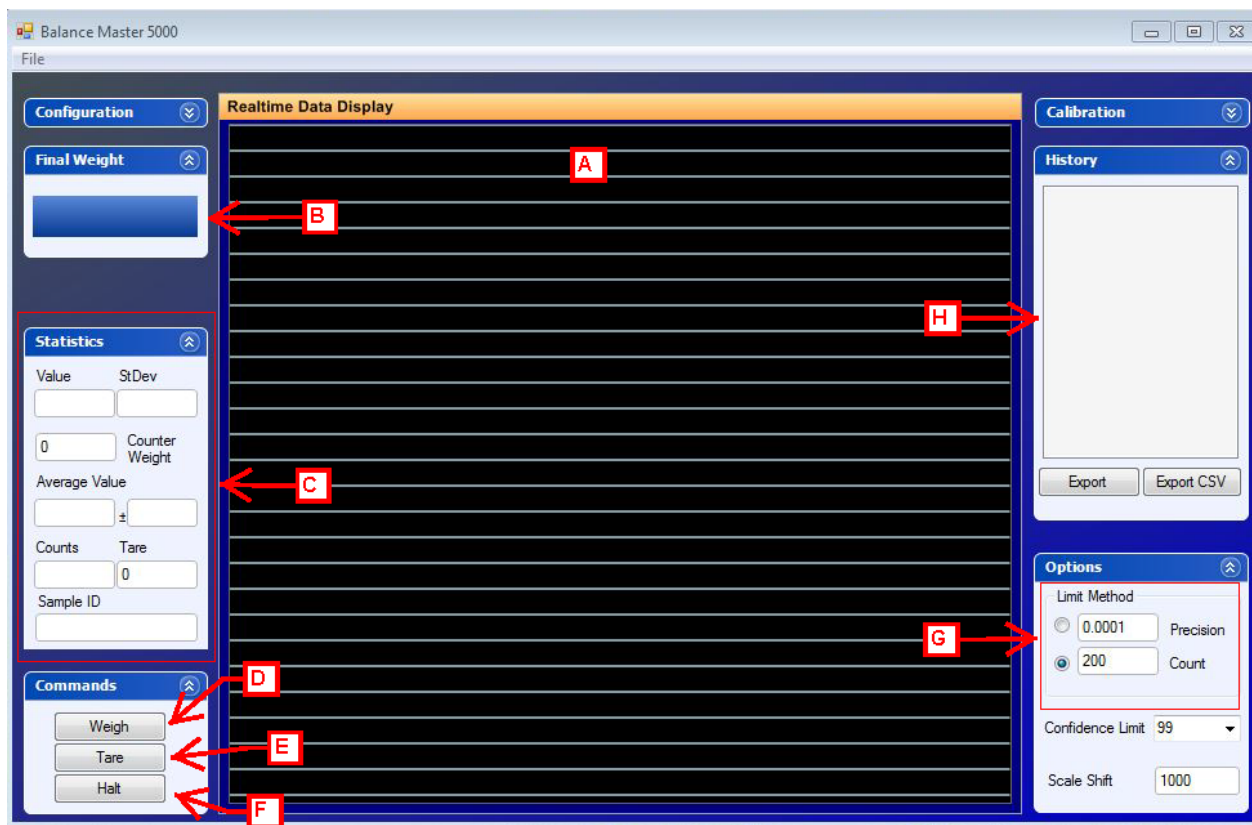 Balance Master 5000
File
Configuration
Final Weight
B
Statistics
Value StDev
0 Counter Weight
Average Value
±
Counts Tare
0
Sample ID
C
Commands
Weigh
Tare
Halt
D
E
F
Realtime Data Display
A
Calibration
History
H
Export Export CSV
Options
Limit Method
0.0001 Precision
200 Count
G
Confidence Limit 99
Scale Shift 1000